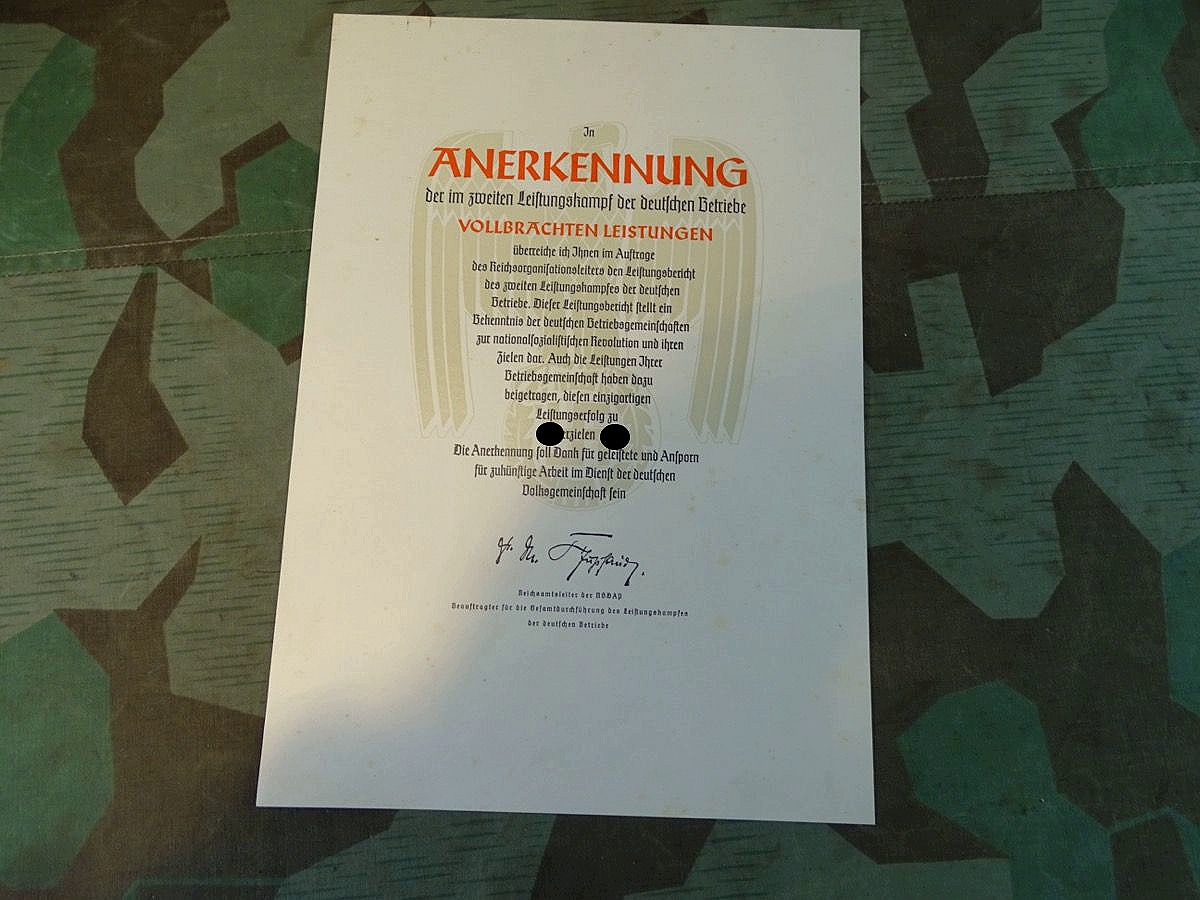 In
ANERKENNUNG
der im zweiten Leiſtungskampf der deutſchen Betriebe
VOLLBRACHTEN LEISTUNGEN
überreiche ich Ihnen im Auftrage
des Reichsorganiſationsleiters den Leiſtungsbericht
des zweiten Leiſtungskampfes der deutſchen
Betriebe. Dieſer Leiſtungsbericht ſtellt ein
Bekenntnis der deutſchen Betriebsgemeinſchaften
zur nationalſozialiſtiſchen Revolution und ihren
Zielen dar. Auch die Leiſtungen Ihrer
Betriebsgemeinſchaft haben dazu
beigetragen, dieſen einzigartigen
Leiſtungserfolg zu
erzielen
Die Anerkennung ſoll Dank für geleiſtete und Anſporn
für zukünftige Arbeit im Dienſt der deutſchen
Volksgemeinſchaft ſein
Reichsamtsleiter der NSDAP
Beauftragter für die Geſamtdurchführung des Leiſtungskampfes
der deutſchen Betriebe